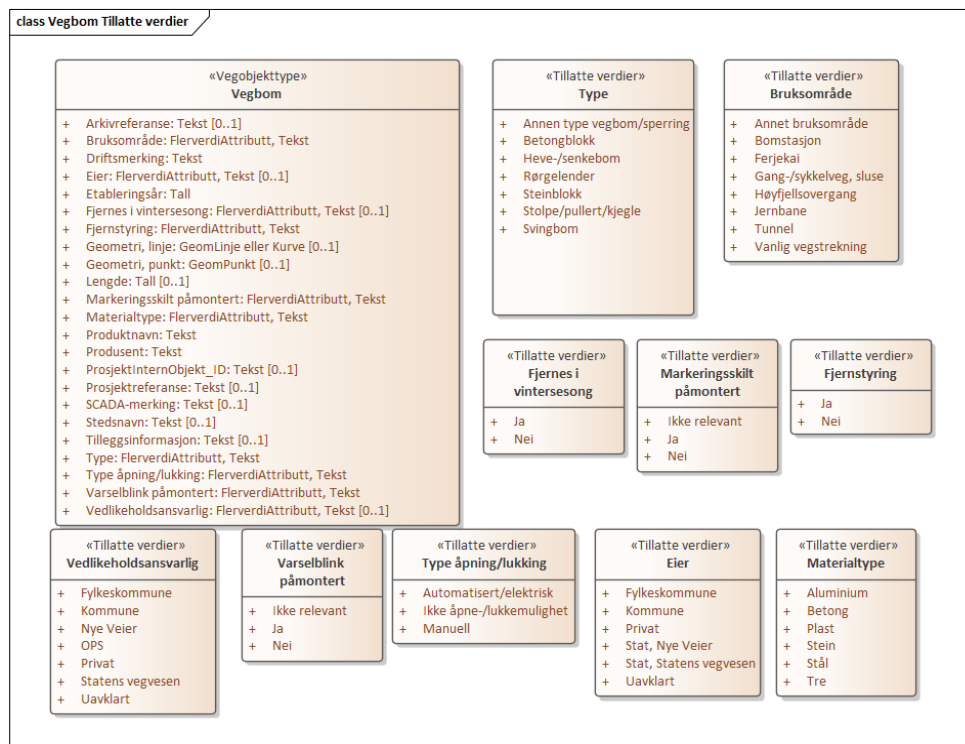 class Vegbom Tillatte verdier
«Vegobjekttype»
Vegbom
+ Arkivreferanse: Tekst [0..1]
+ Bruksområde: FlerverdiAttributt, Tekst
+ Driftsmerking: Tekst
+ Eier: FlerverdiAttributt, Tekst [0..1]
+ Etableringsår: Tall
+ Fjernes i vintersesong: FlerverdiAttributt, Tekst [0..1]
+ Fjernstyring: FlerverdiAttributt, Tekst
+ Geometri, linje: GeomLinje eller Kurve [0..1]
+ Geometri, punkt: GeomPunkt [0..1]
+ Lengde: Tall [0..1]
+ Markeringsskilt påmontert: FlerverdiAttributt, Tekst
+ Materialtype: FlerverdiAttributt, Tekst
+ Produktnavn: Tekst
+ Produsent: Tekst
+ ProsjektInternObjekt_ID: Tekst [0..1]
+ Prosjektreferanse: Tekst [0..1]
+ SCADA-merking: Tekst [0..1]
+ Stedsnavn: Tekst [0..1]
+ Tilleggsinformasjon: Tekst [0..1]
+ Type: FlerverdiAttributt, Tekst
+ Type åpning/lukking: FlerverdiAttributt, Tekst
+ Varselblink påmontert: FlerverdiAttributt, Tekst
+ Vedlikeholdsansvarlig: FlerverdiAttributt, Tekst [0..1]
«Tillatte verdier»
Type
+ Annen type vegbom/sperring
+ Betongblokk
+ Heve-/senkebom
+ Rørgelender
+ Steinblokk
+ Stolpe/pullert/kjegle
+ Svingbom
«Tillatte verdier»
Bruksområde
+ Annet bruksområde
+ Bomstasjon
+ Ferjekai
+ Gang-/sykkelveg, sluse
+ Høyfjellsovergang
+ Jernbane
+ Tunnel
+ Vanlig vegstrekning
«Tillatte verdier»
Fjernes i
vintersesong
+ Ja
+ Nei
«Tillatte verdier»
Markeringsskilt
påmontert
+ Ikke relevant
+ Ja
+ Nei
«Tillatte verdier»
Fjernstyring
+ Ja
+ Nei
«Tillatte verdier»
Vedlikeholdsansvarlig
+ Fylkeskommune
+ Kommune
+ Nye Veier
+ OPS
+ Privat
+ Statens vegvesen
+ Uavklart
«Tillatte verdier»
Varselblink
påmontert
+ Ikke relevant
+ Ja
+ Nei
«Tillatte verdier»
Type åpning/lukking
+ Automatisert/elektrisk
+ Ikke åpne-/lukkemulighet
+ Manuell
«Tillatte verdier»
Eier
+ Fylkeskommune
+ Kommune
+ Privat
+ Stat, Nye Veier
+ Stat, Statens vegvesen
+ Uavklart
«Tillatte verdier»
Materialtype
+ Aluminium
+ Betong
+ Plast
+ Stein
+ Stål
+ Tre